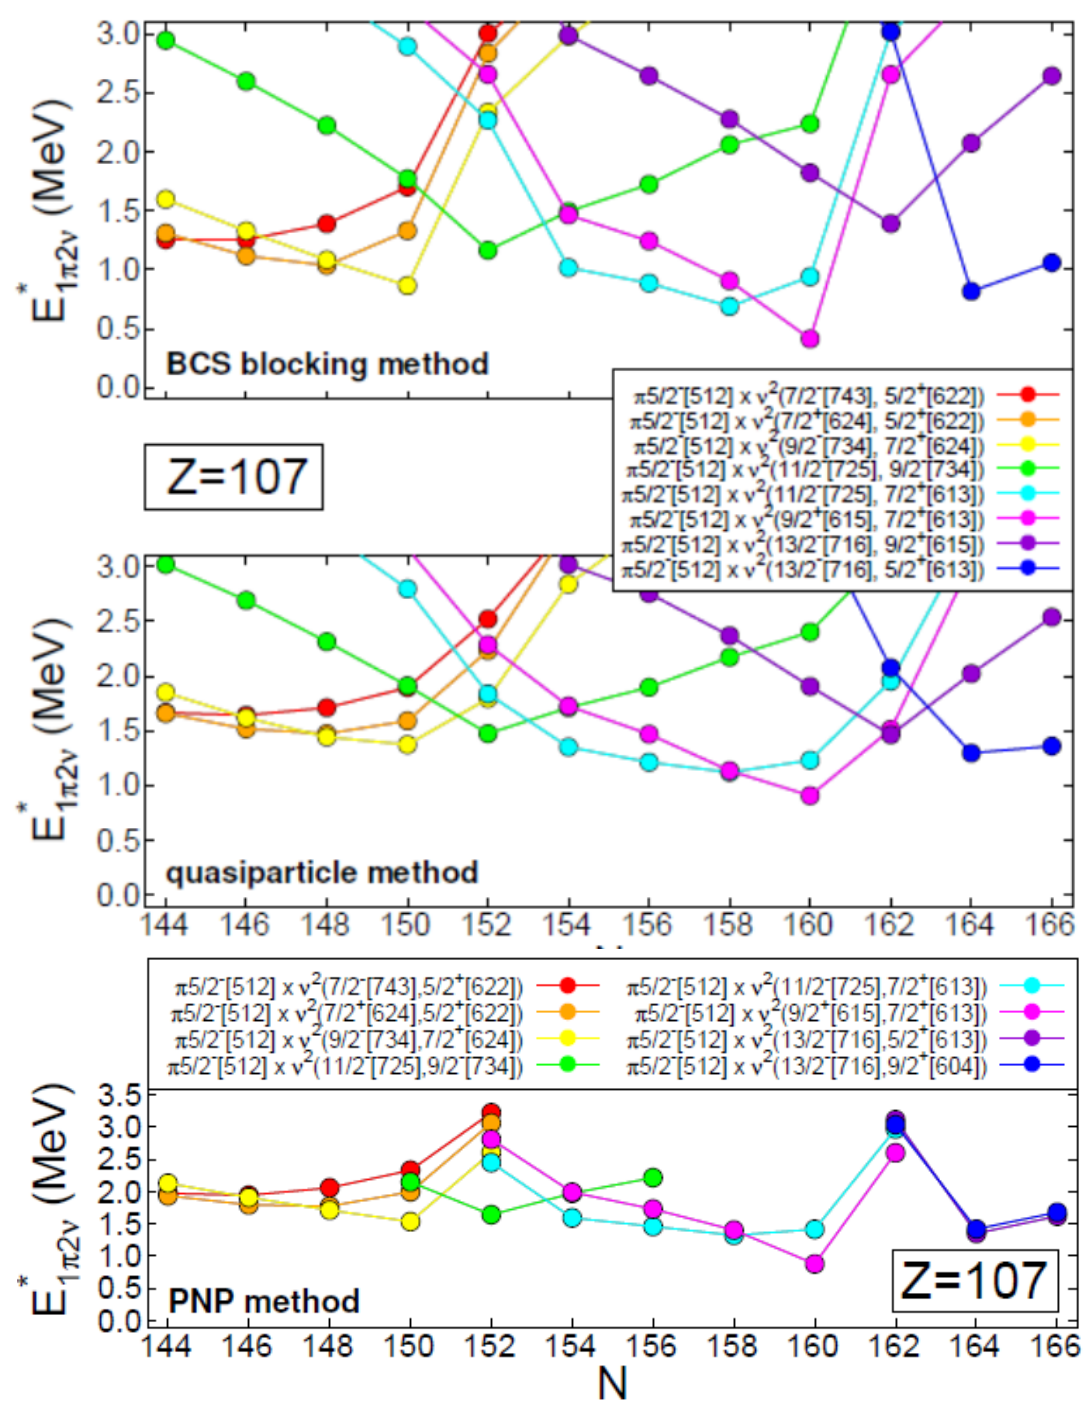 3.0
2.5
2.0
1.5
1.0
0.5
0.0
E*1π2ν (MeV)
BCS blocking method
π5/2⁻[512] x ν²(7/2⁻[743], 5/2⁺[622])
π5/2⁻[512] x ν²(7/2⁺[624], 5/2⁺[622])
π5/2⁻[512] x ν²(9/2⁻[734], 7/2⁺[624])
π5/2⁻[512] x ν²(11/2⁻[725], 9/2⁻[734])
π5/2⁻[512] x ν²(11/2⁻[725], 7/2⁺[613])
π5/2⁻[512] x ν²(9/2⁺[615], 7/2⁺[613])
π5/2⁻[512] x ν²(13/2⁻[716], 9/2⁺[615])
π5/2⁻[512] x ν²(13/2⁻[716], 5/2⁺[613])
Z=107
3.0
2.5
2.0
1.5
1.0
0.5
0.0
E*1π2ν (MeV)
quasiparticle method
144 146 148 150 152 154 156 158 160 162 164 166
π5/2⁻[512] x ν²(7/2⁻[743],5/2⁺[622])
π5/2⁻[512] x ν²(7/2⁺[624],5/2⁺[622])
π5/2⁻[512] x ν²(9/2⁻[734],7/2⁺[624])
π5/2⁻[512] x ν²(11/2⁻[725],9/2⁻[734])
π5/2⁻[512] x ν²(11/2⁻[725],7/2⁺[613])
π5/2⁻[512] x ν²(9/2⁺[615],7/2⁺[613])
π5/2⁻[512] x ν²(13/2⁻[716],5/2⁺[613])
π5/2⁻[512] x ν²(13/2⁻[716],9/2⁺[604])
3.5
3.0
2.5
2.0
1.5
1.0
0.5
0.0
E*1π2ν (MeV)
PNP method
Z=107
144 146 148 150 152 154 156 158 160 162 164 166
N